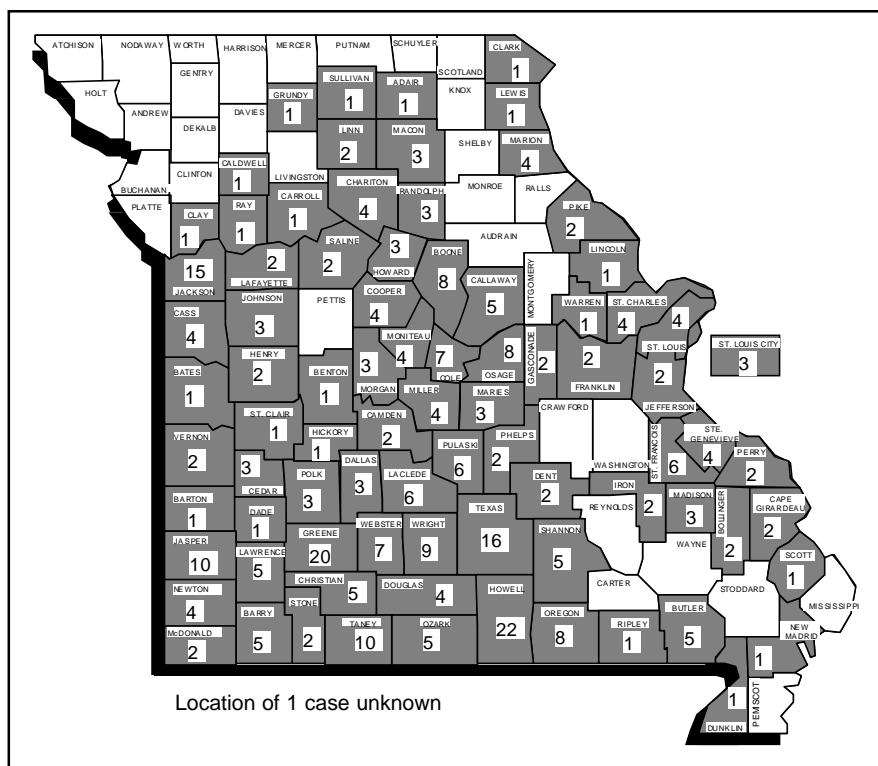 ATCHISON
NODAWAY
WORTH
HARRISON
MERCER
PUTNAM
SCHUYLER
SCOTLAND
CLARK
1
GENTRY
SULLIVAN
1
ADAIR
1
KNOX
LEWIS
1
HOLT
GRUNDY
1
ANDREW
DEKALB
DAVIES
LINN
2
MACON
3
SHELBY
MARION
4
CLINTON
CALDWELL
1
LIVINGSTON
BUCHANAN
CHARITON
4
RANDOLPH
3
MONROE
RALLS
PLATTE
CLAY
1
RAY
1
CARROLL
1
PIKE
2
AUDRAIN
15
JACKSON
2
LAFAYETTE
SALINE
2
3
HOWARD
BOONE
8
CALLAWAY
5
MONTGOMERY
LINCOLN
1
JOHNSON
3
PETTIS
COOPER
4
WARREN
1
ST. CHARLES
4
4
ST. LOUIS
ST. LOUIS CITY
3
CASS
4
MONITEAU
4
7
COLE
8
OSAGE
GASCONADE
2
2
FRANKLIN
2
JEFFERSON
HENRY
2
BENTON
1
3
MORGAN
BATES
1
MILLER
4
MARIES
3
CRAWFORD
ST. CLAIR
1
HICKORY
1
CAMDEN
2
PULASKI
6
PHELPS
2
WASHINGTON
ST. FRANCOIS
6
STE.
GENEVIEVE
4
PERRY
2
VERNON
2
3
CEDAR
POLK
3
DALLAS
3
LACLEDE
6
DENT
2
IRON
2
MADISON
3
BOLLINGER
2
CAPE
GIRARDEAU
2
BARTON
1
DADE
1
TEXAS
16
REYNOLDS
JASPER
10
LAWRENCE
5
GREENE
20
WEBSTER
7
WRIGHT
9
SHANNON
5
WAYNE
SCOTT
1
CHRISTIAN
5
DOUGLAS
4
HOWELL
22
CARTER
STODDARD
MISSISSIPPI
NEWTON
4
BARRY
5
STONE
2
TANEY
10
OZARK
5
OREGON
8
RIPLEY
1
BUTLER
5
NEW
MADRID
1
McDONALD
2
1
DUNKLIN
PEMISCOT
Location of 1 case unknown